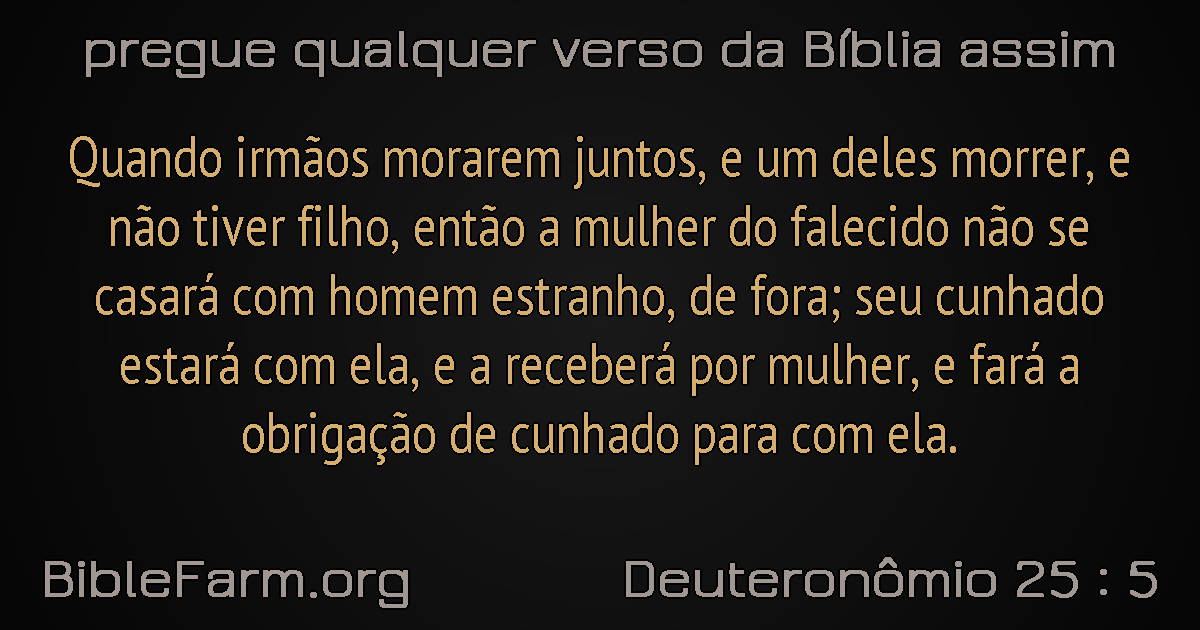 pregue qualquer verso da Bíblia assim
Quando irmãos morarem juntos, e um deles morrer, e
não tiver filho, então a mulher do falecido não se
casará com homem estranho, de fora; seu cunhado
estará com ela, e a receberá por mulher, e fará a
obrigação de cunhado para com ela.
BibleFarm.org
Deuteronômio 25 : 5